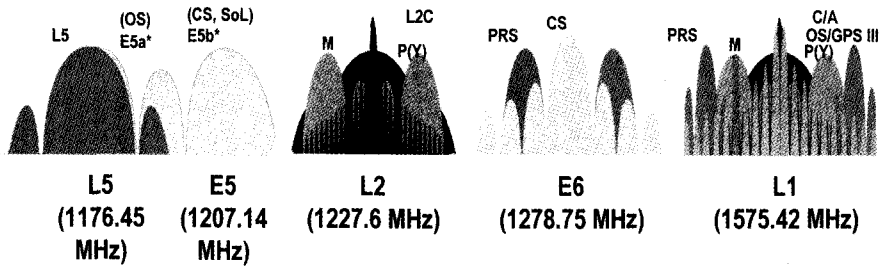 L5
(OS)
E5a*
(CS, SoL)
E5b*
M
L2C
P(Y)
PRS
CS
PRS
M
C/A
OS/GPS III
P(Y)
L5
(1176.45
MHz)
E5
(1207.14
MHz)
L2
(1227.6 MHz)
E6
(1278.75 MHz)
L1
(1575.42 MHz)